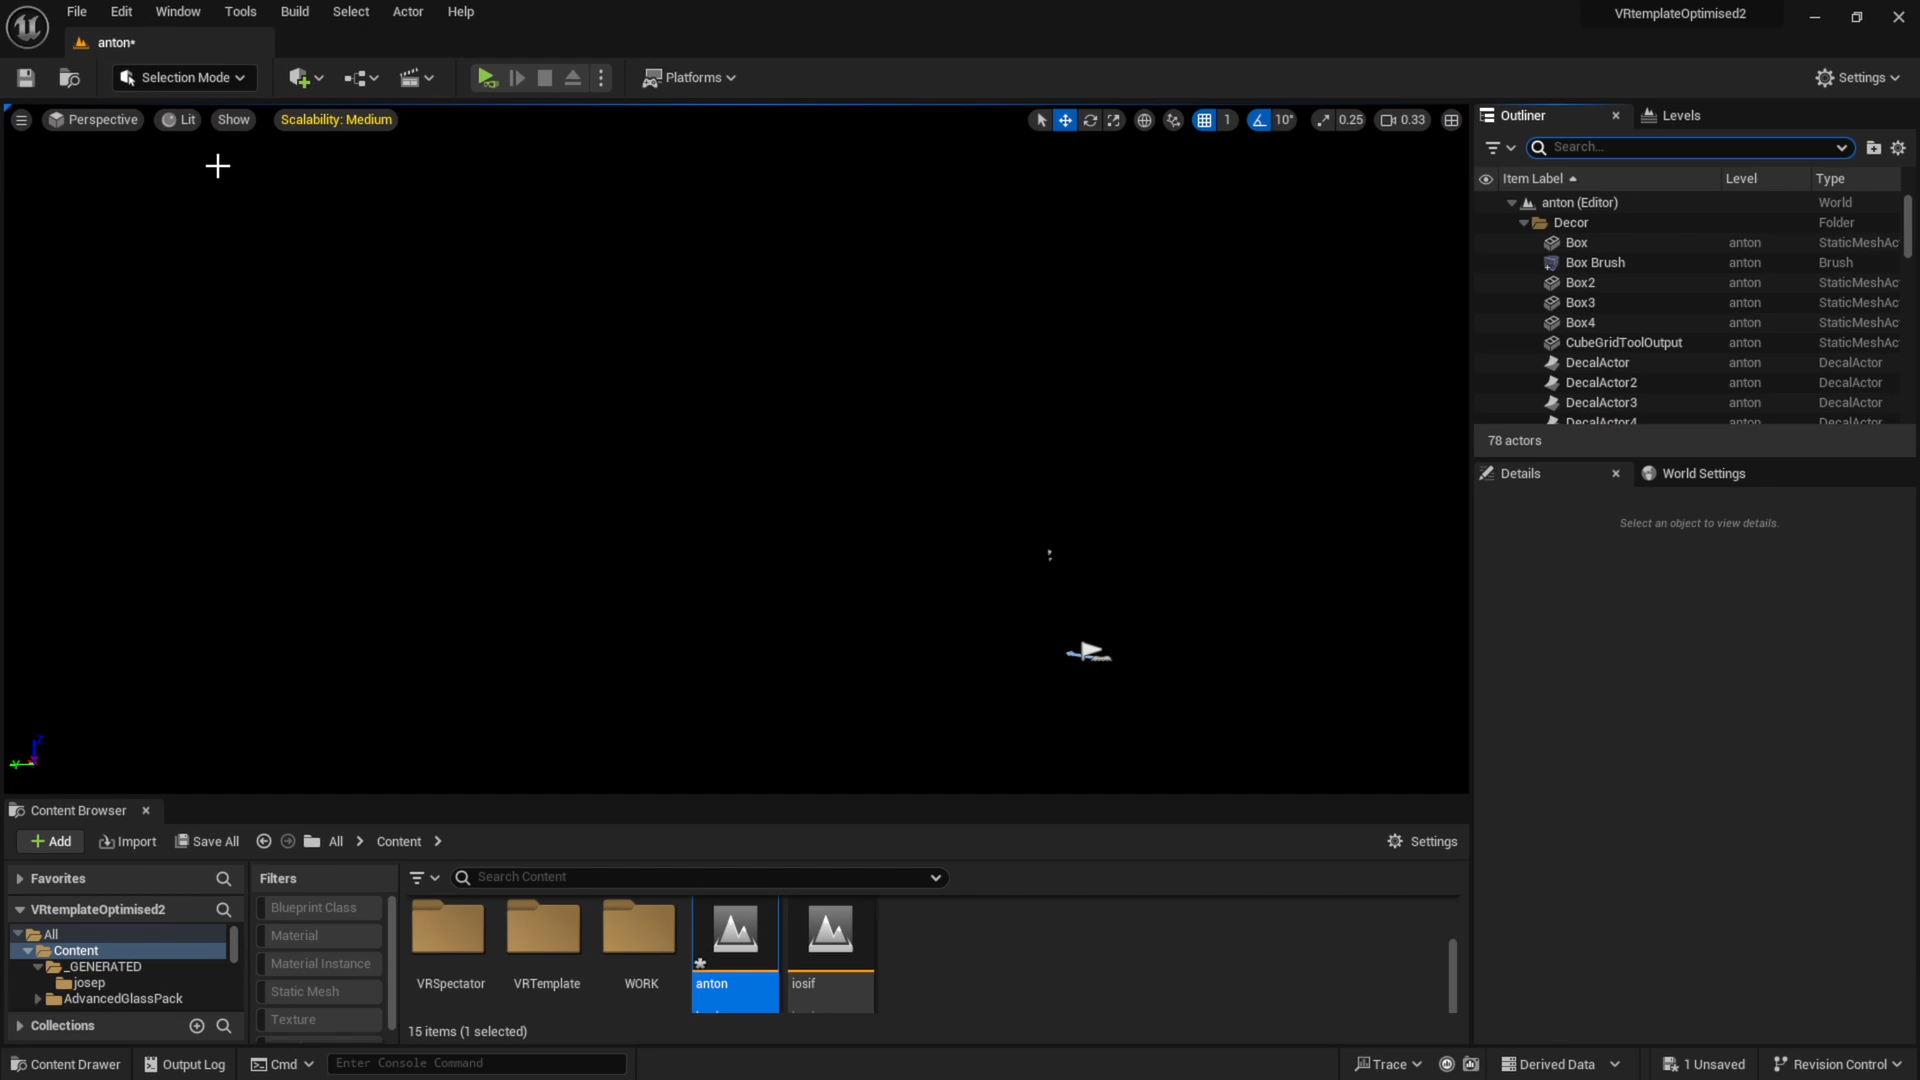 File Edit Window Tools Build Select Actor Help
VRtemplateOptimised2
anton*
Selection Mode
Platforms
Settings
Perspective Lit Show Scalability: Medium
1 10° 0.25 0.33
Outliner
Levels
Search...
Item Label Level Type
anton (Editor) World
Decor Folder
Box anton StaticMeshAc
Box Brush anton Brush
Box2 anton StaticMeshAc
Box3 anton StaticMeshAc
Box4 anton StaticMeshAc
CubeGridToolOutput anton StaticMeshAc
DecalActor anton DecalActor
DecalActor2 anton DecalActor
DecalActor3 anton DecalActor
DecalActor4 anton DecalActor
78 actors
Details
World Settings
Select an object to view details.
Content Browser
Add Import Save All All Content Settings
Favorites
VRtemplateOptimised2
All
Content
_GENERATED
josep
AdvancedGlassPack
Collections
Filters
Blueprint Class
Material
Material Instance
Static Mesh
Texture
Search Content
VRSpectator VRTemplate WORK anton iosif
15 items (1 selected)
Content Drawer Output Log Cmd Enter Console Command Trace Derived Data 1 Unsaved Revision Control